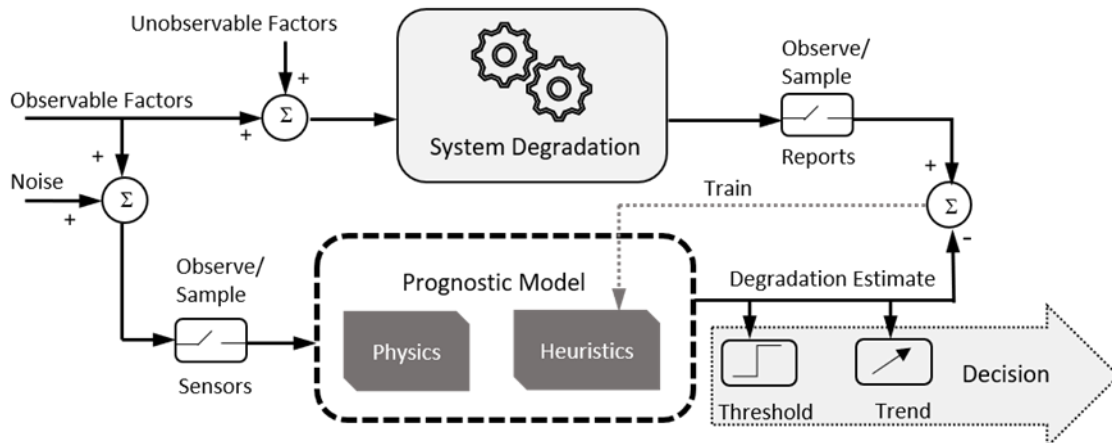 Unobservable Factors
+
Observable Factors
+
Σ
System Degradation
Observe/
Sample
Reports
+
Noise
+
Σ
Train
+
Σ
-
Observe/
Sample
Sensors
Prognostic Model
Physics
Heuristics
Degradation Estimate
Threshold
Trend
Decision